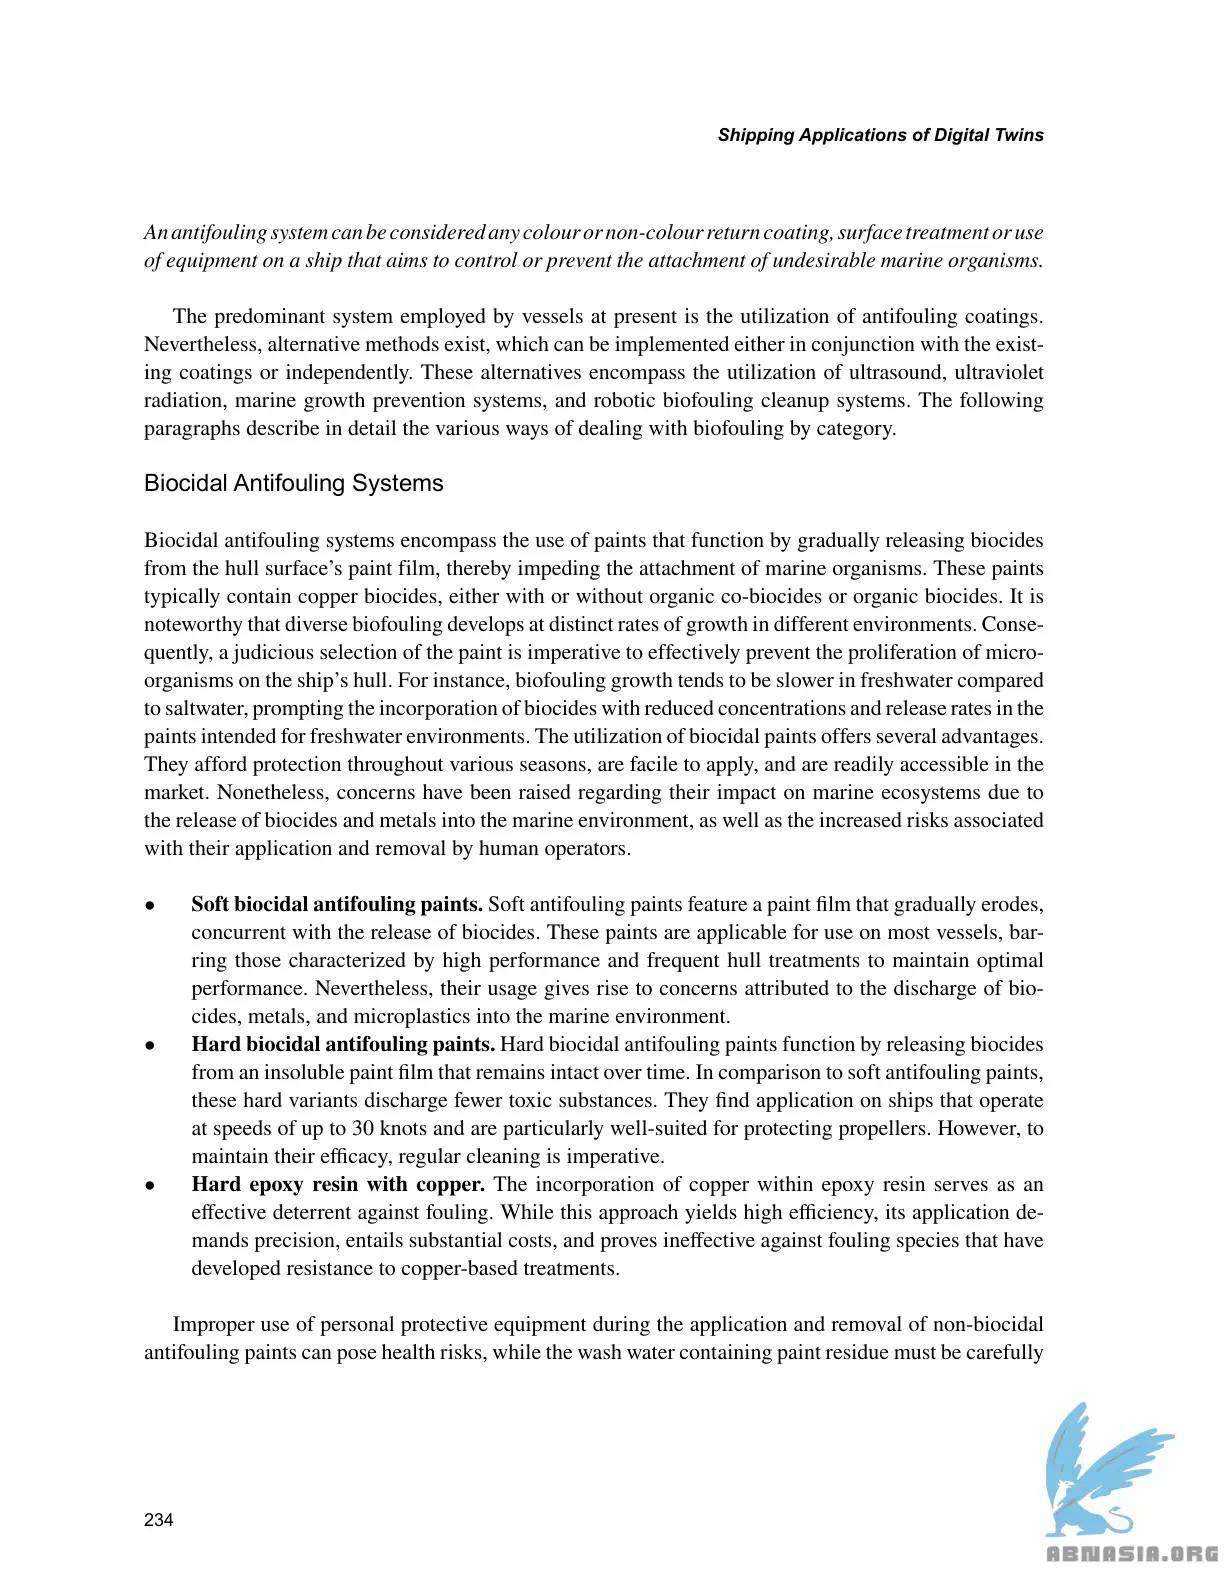 Shipping Applications of Digital Twins
An antifouling system can be considered any colour or non-colour return coating, surface treatment or use
of equipment on a ship that aims to control or prevent the attachment of undesirable marine organisms.
The predominant system employed by vessels at present is the utilization of antifouling coatings.
Nevertheless, alternative methods exist, which can be implemented either in conjunction with the exist-
ing coatings or independently. These alternatives encompass the utilization of ultrasound, ultraviolet
radiation, marine growth prevention systems, and robotic biofouling cleanup systems. The following
paragraphs describe in detail the various ways of dealing with biofouling by category.
Biocidal Antifouling Systems
Biocidal antifouling systems encompass the use of paints that function by gradually releasing biocides
from the hull surface’s paint film, thereby impeding the attachment of marine organisms. These paints
typically contain copper biocides, either with or without organic co-biocides or organic biocides. It is
noteworthy that diverse biofouling develops at distinct rates of growth in different environments. Conse-
quently, a judicious selection of the paint is imperative to effectively prevent the proliferation of micro-
organisms on the ship’s hull. For instance, biofouling growth tends to be slower in freshwater compared
to saltwater, prompting the incorporation of biocides with reduced concentrations and release rates in the
paints intended for freshwater environments. The utilization of biocidal paints offers several advantages.
They afford protection throughout various seasons, are facile to apply, and are readily accessible in the
market. Nonetheless, concerns have been raised regarding their impact on marine ecosystems due to
the release of biocides and metals into the marine environment, as well as the increased risks associated
with their application and removal by human operators.
● Soft biocidal antifouling paints. Soft antifouling paints feature a paint film that gradually erodes,
concurrent with the release of biocides. These paints are applicable for use on most vessels, bar-
ring those characterized by high performance and frequent hull treatments to maintain optimal
performance. Nevertheless, their usage gives rise to concerns attributed to the discharge of bio-
cides, metals, and microplastics into the marine environment.
● Hard biocidal antifouling paints. Hard biocidal antifouling paints function by releasing biocides
from an insoluble paint film that remains intact over time. In comparison to soft antifouling paints,
these hard variants discharge fewer toxic substances. They find application on ships that operate
at speeds of up to 30 knots and are particularly well-suited for protecting propellers. However, to
maintain their efficacy, regular cleaning is imperative.
● Hard epoxy resin with copper. The incorporation of copper within epoxy resin serves as an
effective deterrent against fouling. While this approach yields high efficiency, its application de-
mands precision, entails substantial costs, and proves ineffective against fouling species that have
developed resistance to copper-based treatments.
Improper use of personal protective equipment during the application and removal of non-biocidal
antifouling paints can pose health risks, while the wash water containing paint residue must be carefully
234
ABNASIA.ORG